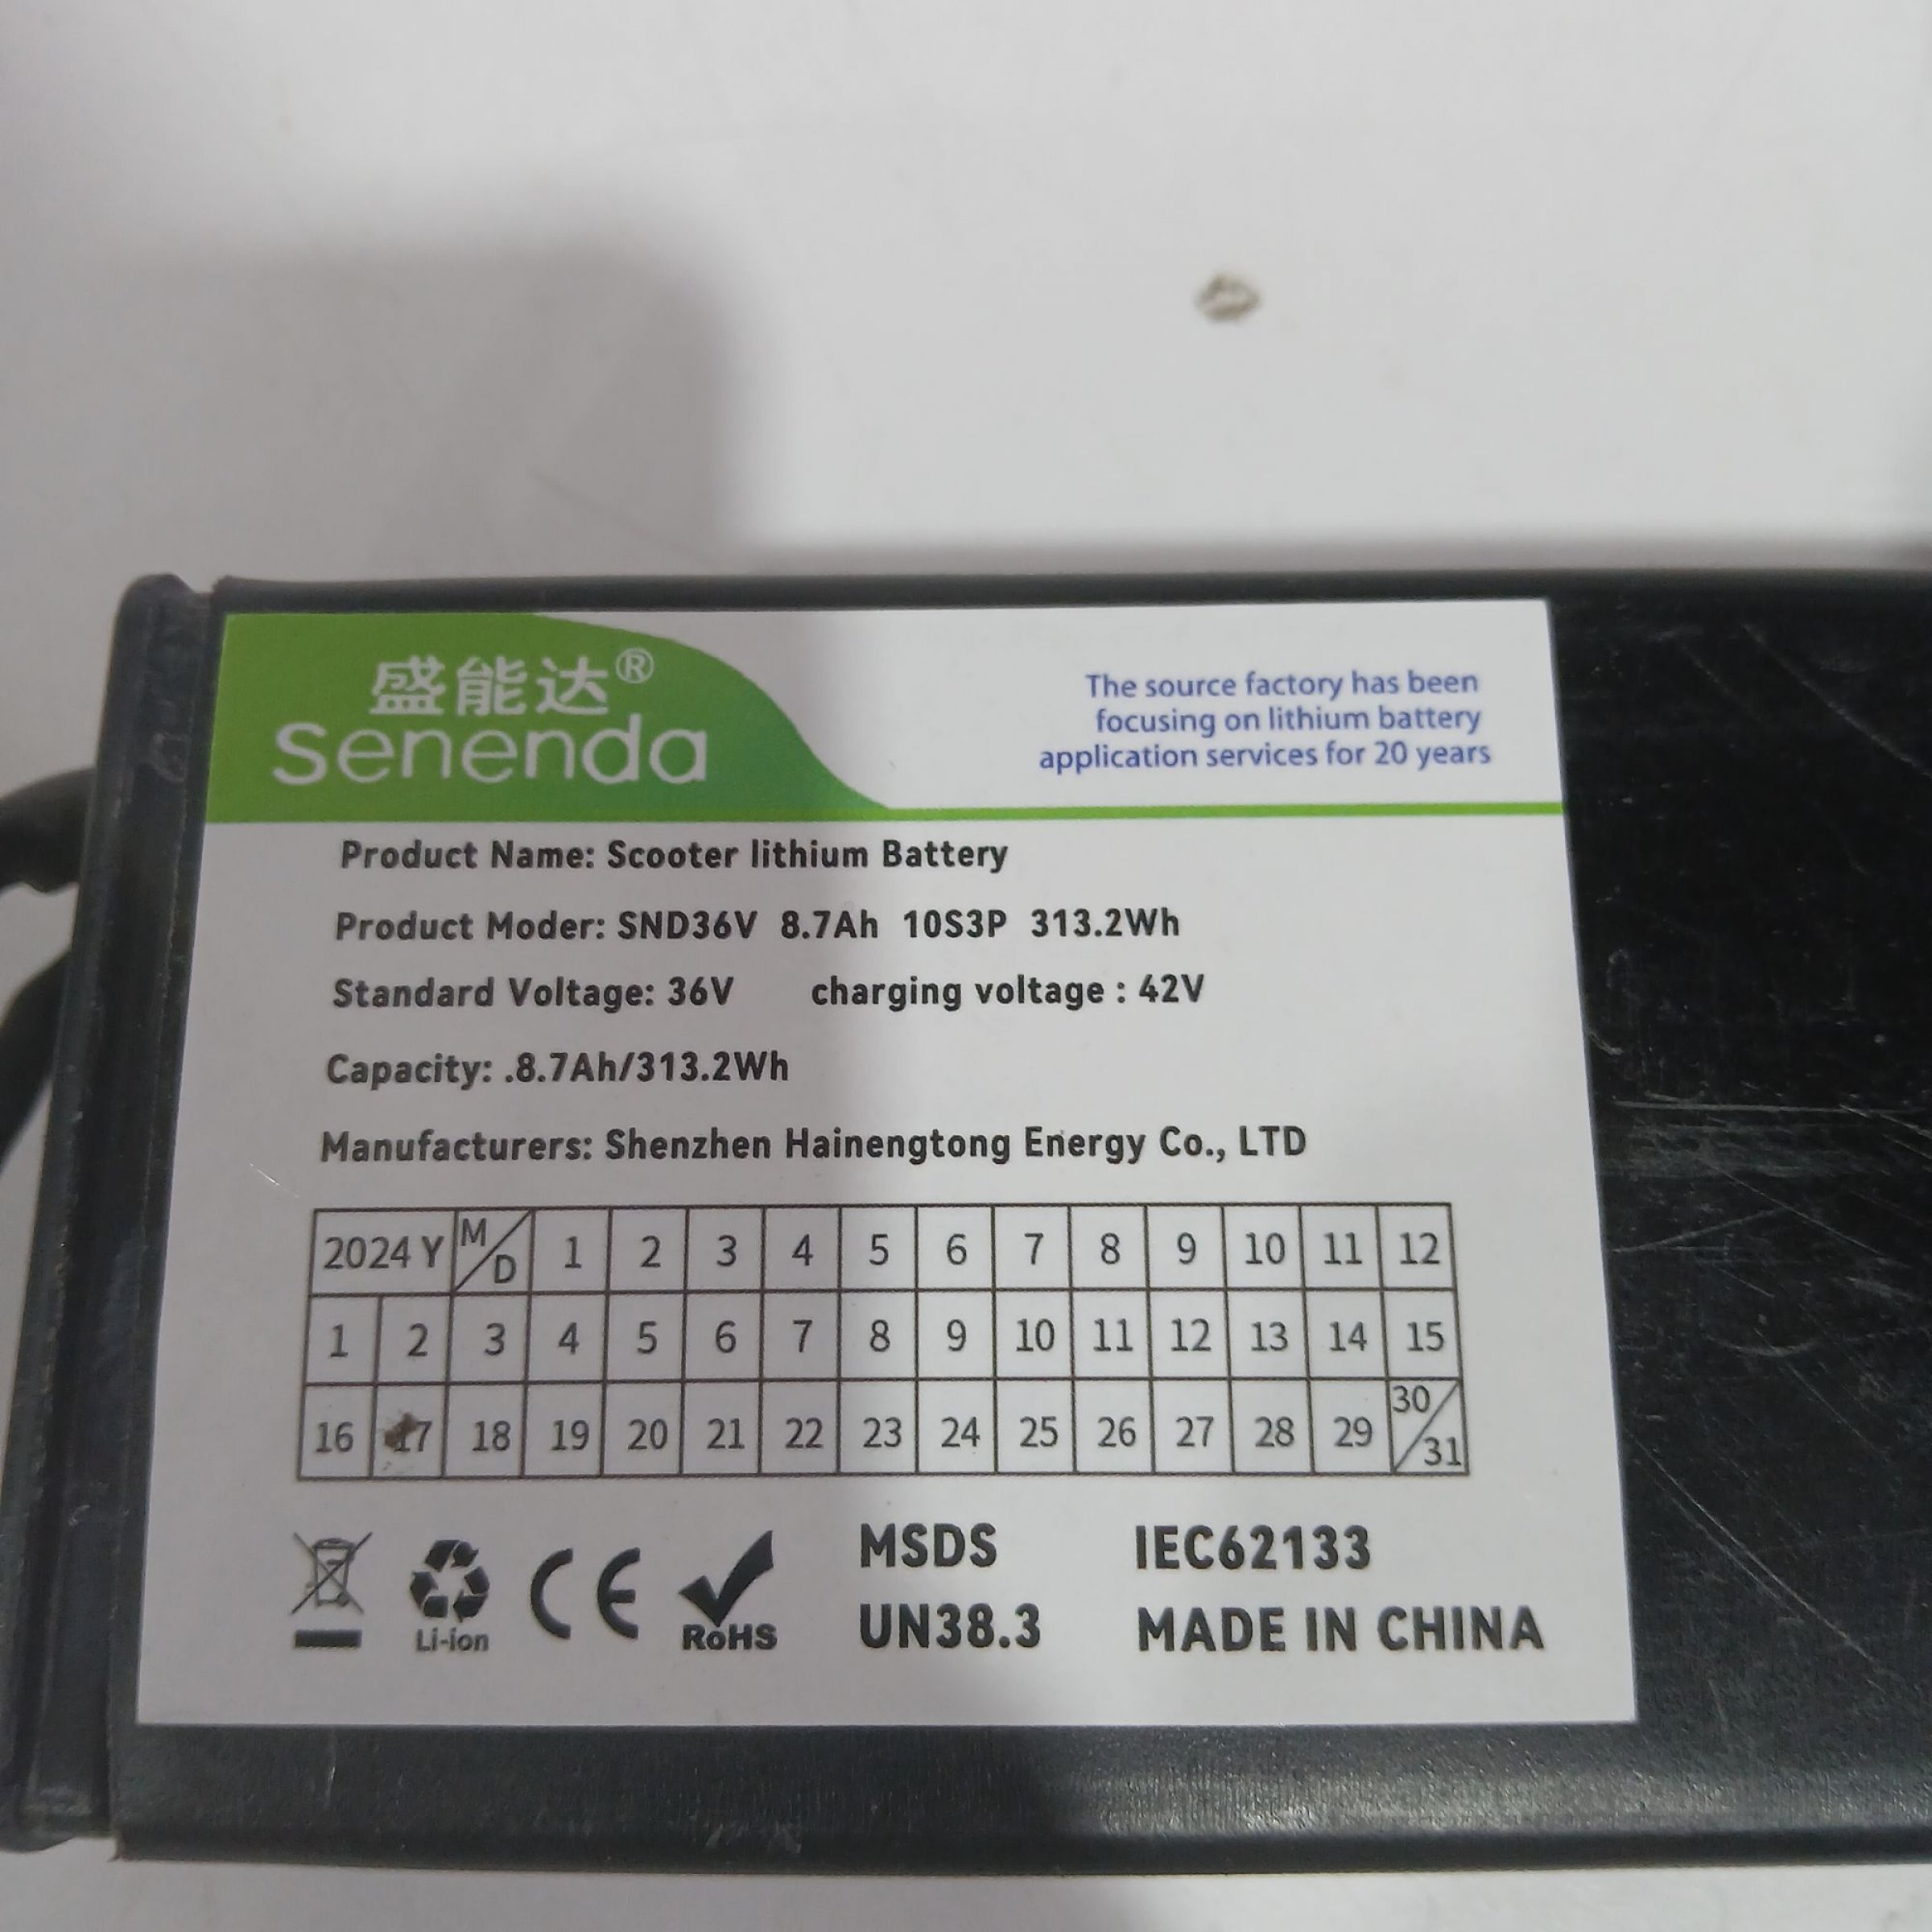 盛能达®
senenda
The source factory has been
focusing on lithium battery
application services for 20 years
Product Name: Scooter lithium Battery
Product Moder: SND36V 8.7Ah 10S3P 313.2Wh
Standard Voltage: 36V charging voltage : 42V
Capacity: .8.7Ah/313.2Wh
Manufacturers: Shenzhen Hainengtong Energy Co., LTD
2024 Y M/D 1 2 3 4 5 6 7 8 9 10 11 12
1 2 3 4 5 6 7 8 9 10 11 12 13 14 15
16 17 18 19 20 21 22 23 24 25 26 27 28 29 30/31
Li-ion
CE
RoHS
MSDS IEC62133
UN38.3 MADE IN CHINA